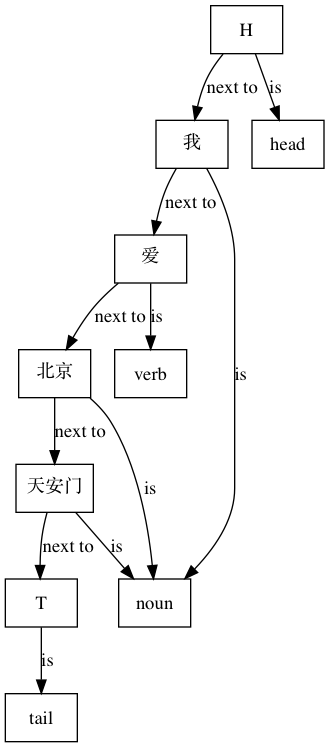 H
next to is
我 head
next to
爱
next to is
北京 verb
is
next to
天安门 is
next to is
T noun
is
tail